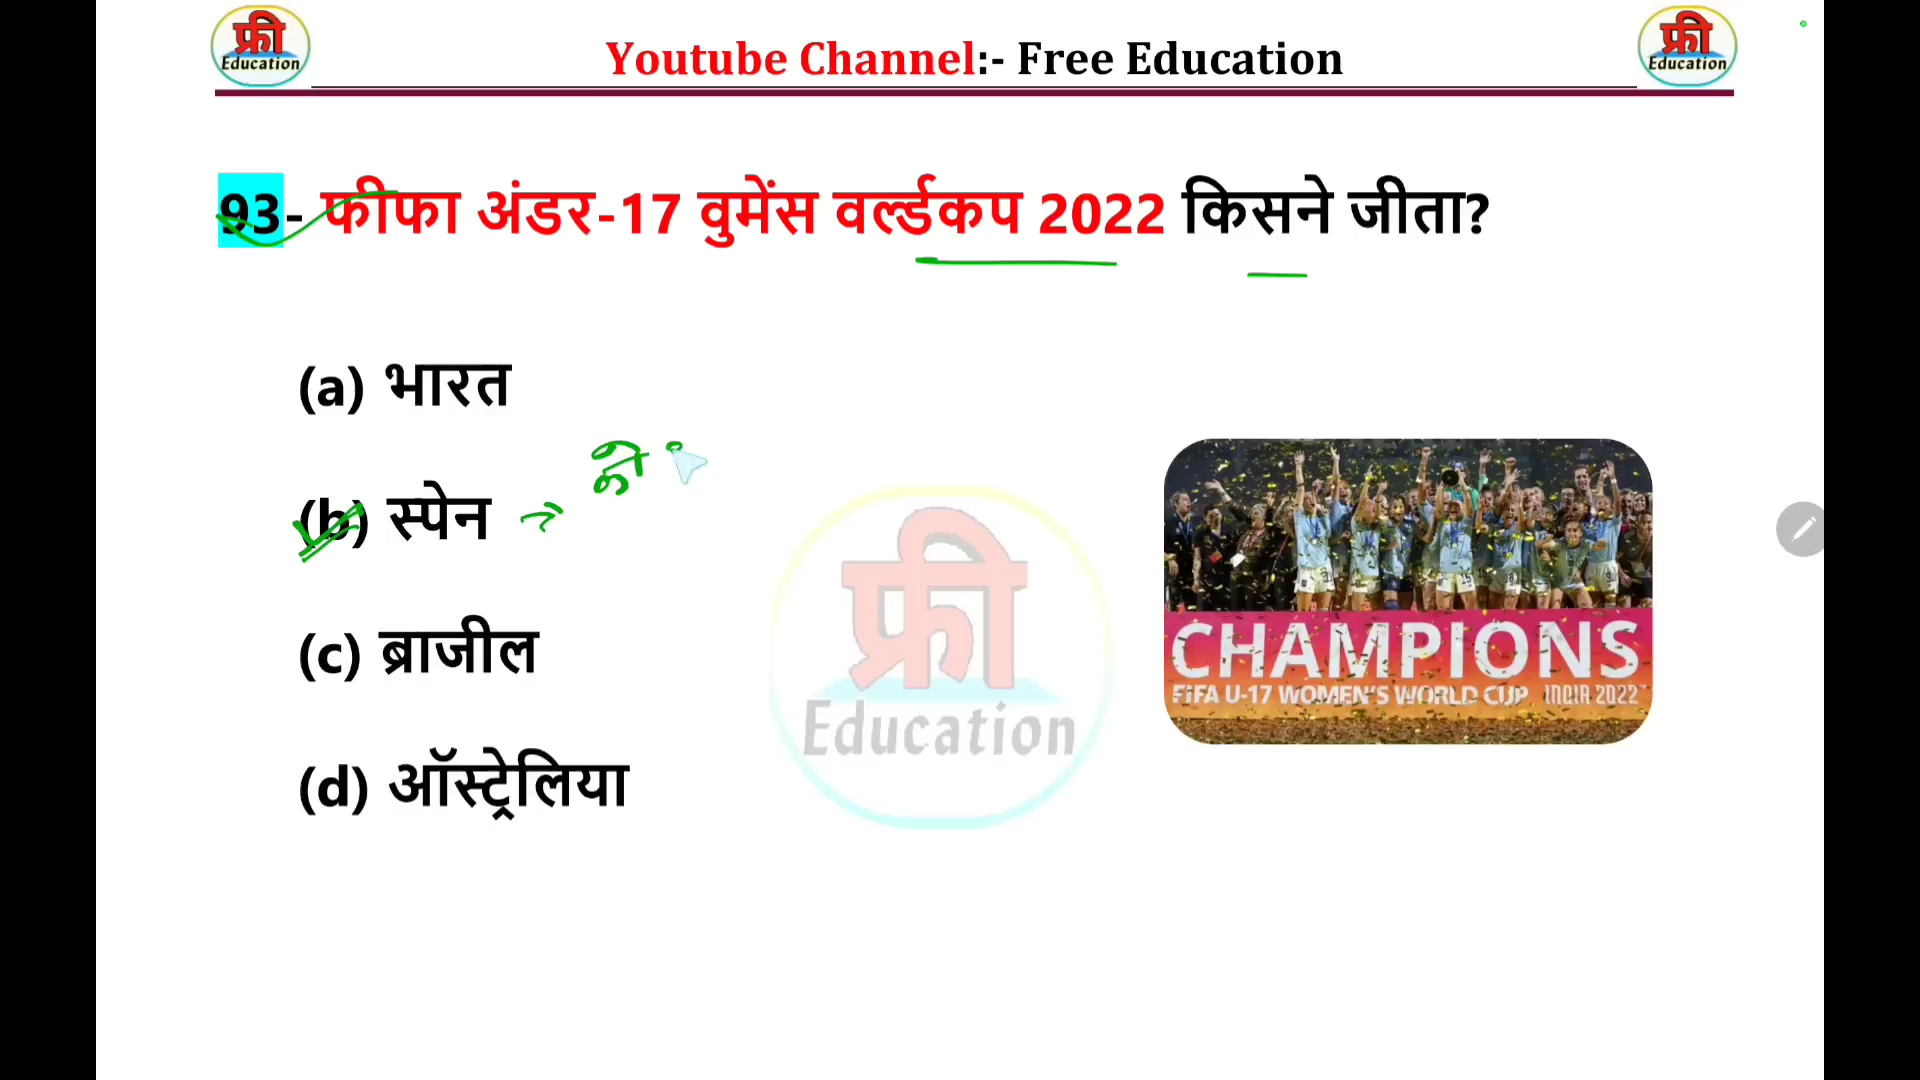 फ्री
Education
Youtube Channel:- Free Education
फ्री
Education
93- फीफा अंडर-17 वुमेंस वर्ल्डकप 2022 किसने जीता?
(a) भारत
को
(b) स्पेन
(c) ब्राजील
(d) ऑस्ट्रेलिया
फ्री
Education
CHAMPIONS
FIFA U-17 WOMEN'S WORLD CUP INDIA 2022